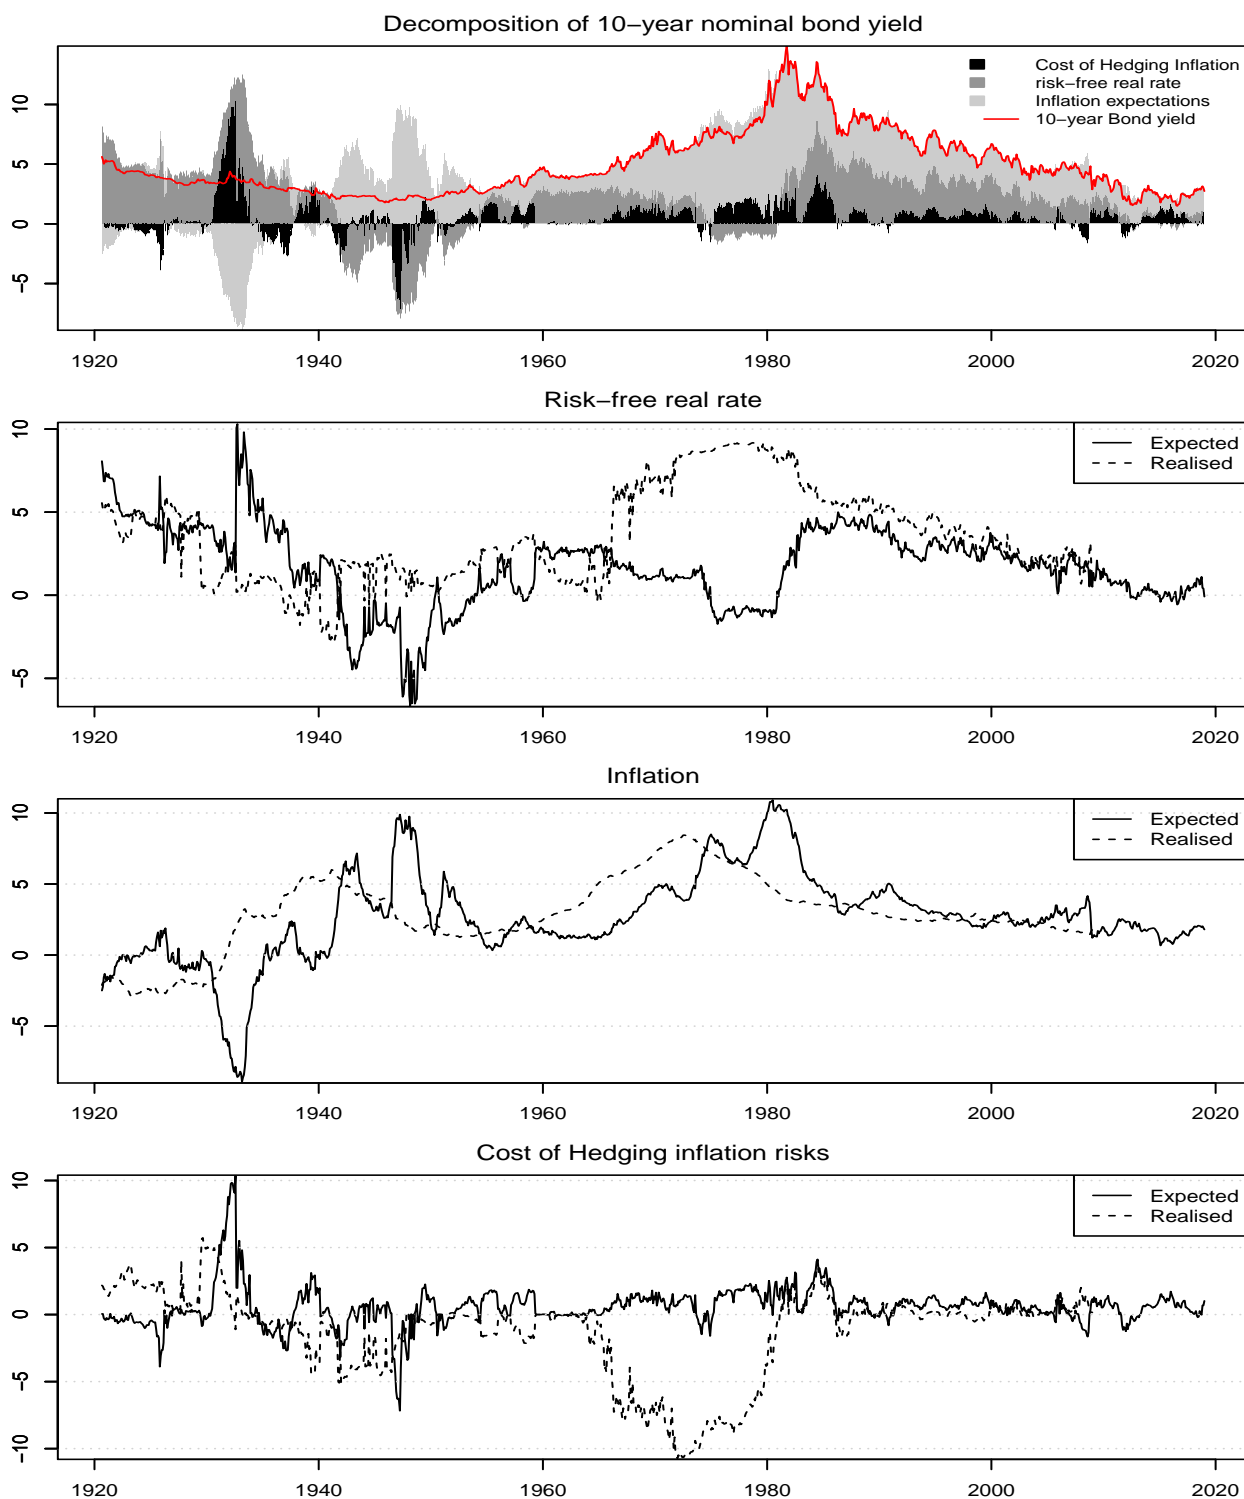 Decomposition of 10−year nominal bond yield
Cost of Hedging Inflation
risk−free real rate
Inflation expectations
10−year Bond yield
10
5
0
−5
1920 1940 1960 1980 2000 2020
Risk−free real rate
Expected
Realised
10
5
0
−5
1920 1940 1960 1980 2000 2020
Inflation
Expected
Realised
10
5
0
−5
1920 1940 1960 1980 2000 2020
Cost of Hedging inflation risks
Expected
Realised
10
5
0
−5
−10
1920 1940 1960 1980 2000 2020